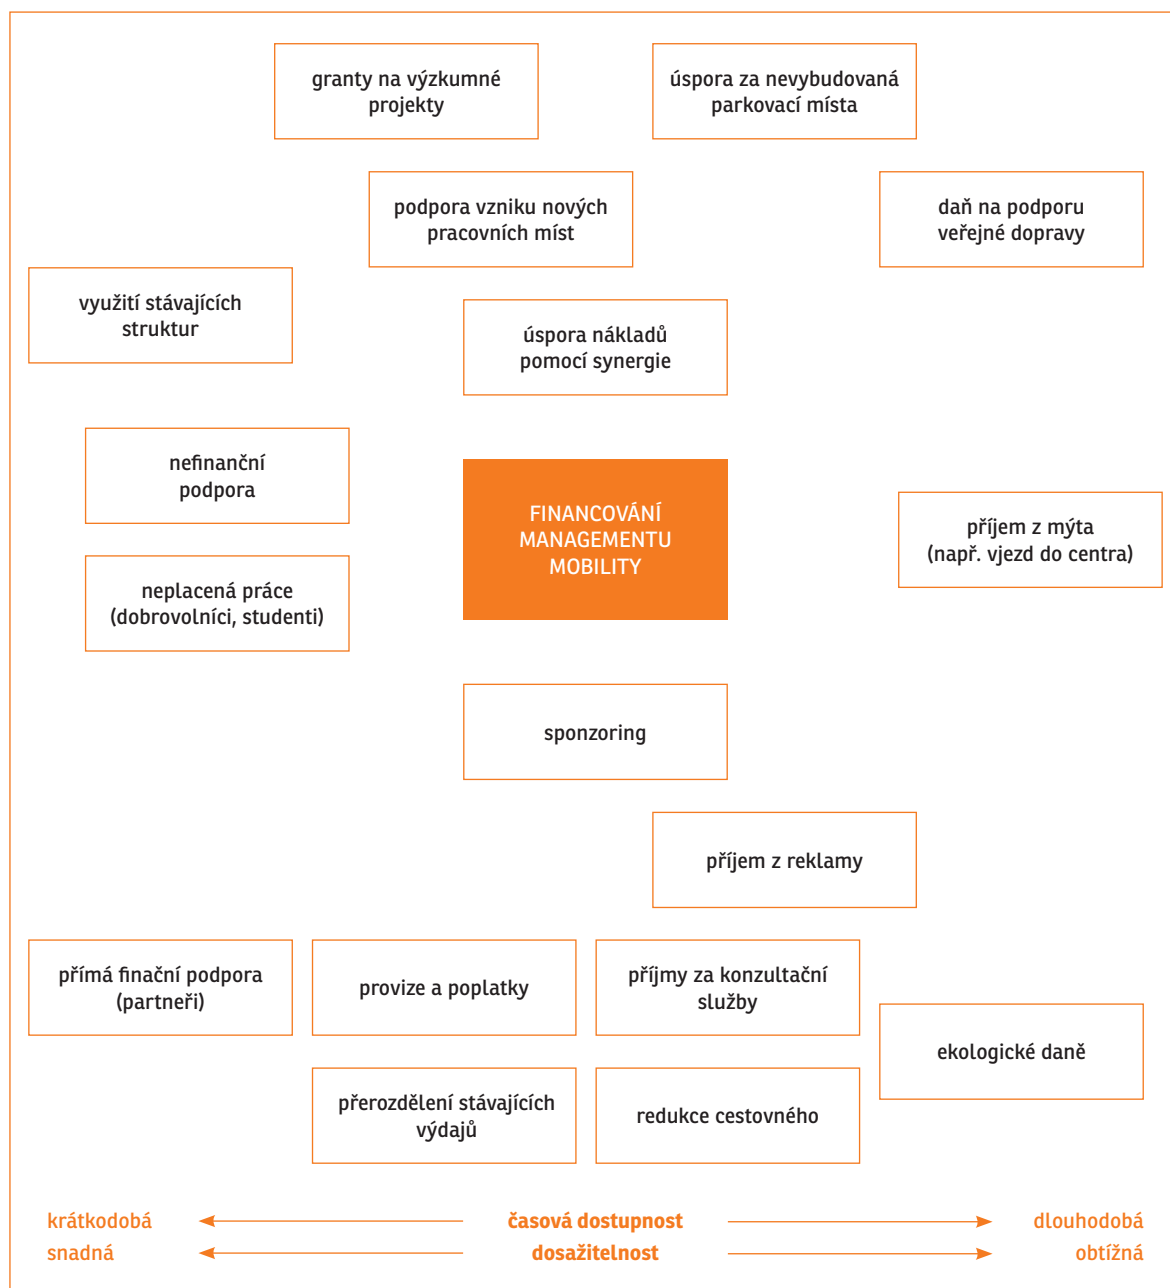 granty na výzkumné
projekty
úspora za nevybudovaná
parkovací místa
podpora vzniku nových
pracovních míst
daň na podporu
veřejné dopravy
využití stávajících
struktur
úspora nákladů
pomocí synergie
nefinanční
podpora
FINANCOVÁNÍ
MANAGEMENTU
MOBILITY
příjem z mýta
(např. vjezd do centra)
neplacená práce
(dobrovolníci, studenti)
sponzoring
příjem z reklamy
přímá finační podpora
(partneři)
provize a poplatky
příjmy za konzultační
služby
ekologické daně
přerozdělení stávajících
výdajů
redukce cestovného
krátkodobá časová dostupnost dlouhodobá
snadná dosažitelnost obtížná